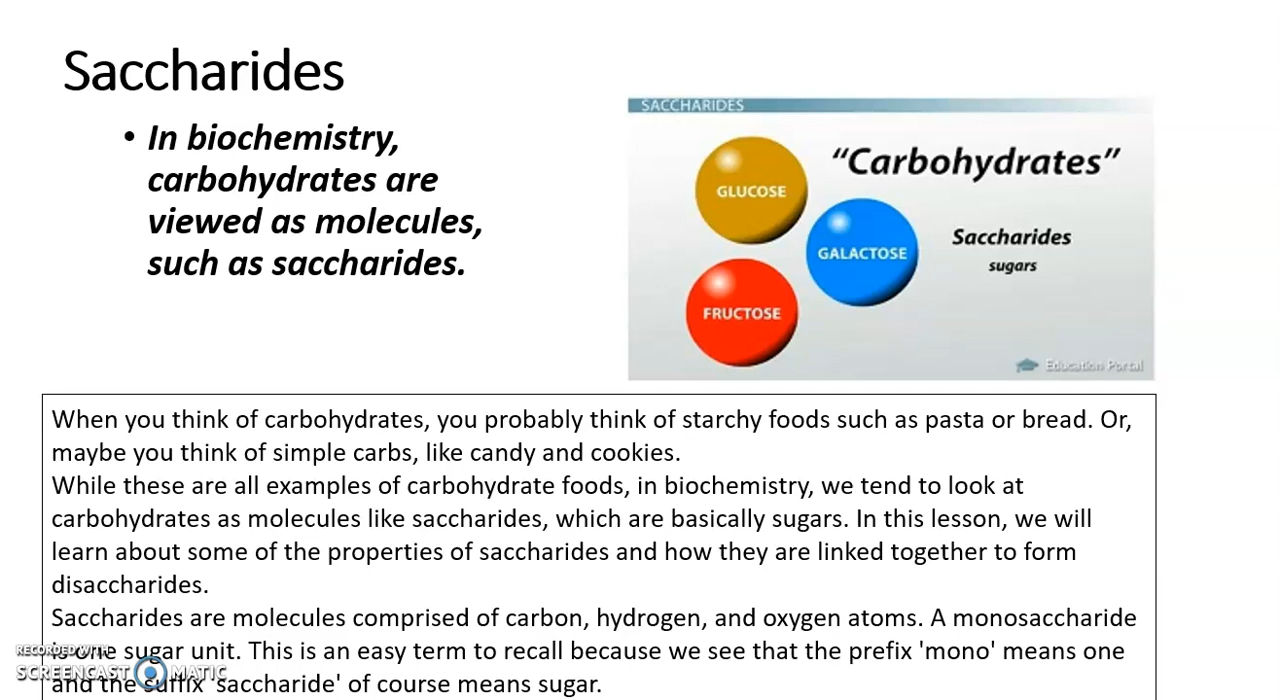 Saccharides
• In biochemistry,
carbohydrates are
viewed as molecules,
such as saccharides.
SACCHARIDES
"Carbohydrates"
GLUCOSE
GALACTOSE
FRUCTOSE
Saccharides
sugars
Education Portal
When you think of carbohydrates, you probably think of starchy foods such as pasta or bread. Or,
maybe you think of simple carbs, like candy and cookies.
While these are all examples of carbohydrate foods, in biochemistry, we tend to look at
carbohydrates as molecules like saccharides, which are basically sugars. In this lesson, we will
learn about some of the properties of saccharides and how they are linked together to form
disaccharides.
Saccharides are molecules comprised of carbon, hydrogen, and oxygen atoms. A monosaccharide
is one sugar unit. This is an easy term to recall because we see that the prefix 'mono' means one
and the suffix 'saccharide' of course means sugar.
RECORDED WITH
SCREENCAST MATIC